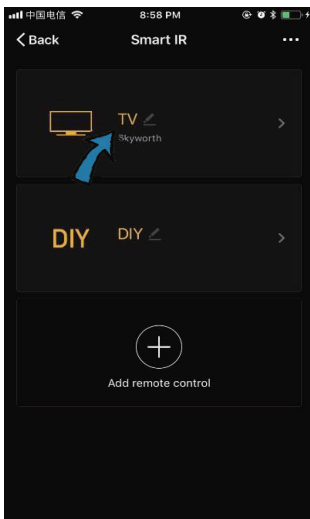 中国电信 8:58 PM
Back Smart IR ...
TV
Skyworth
DIY DIY
Add remote control